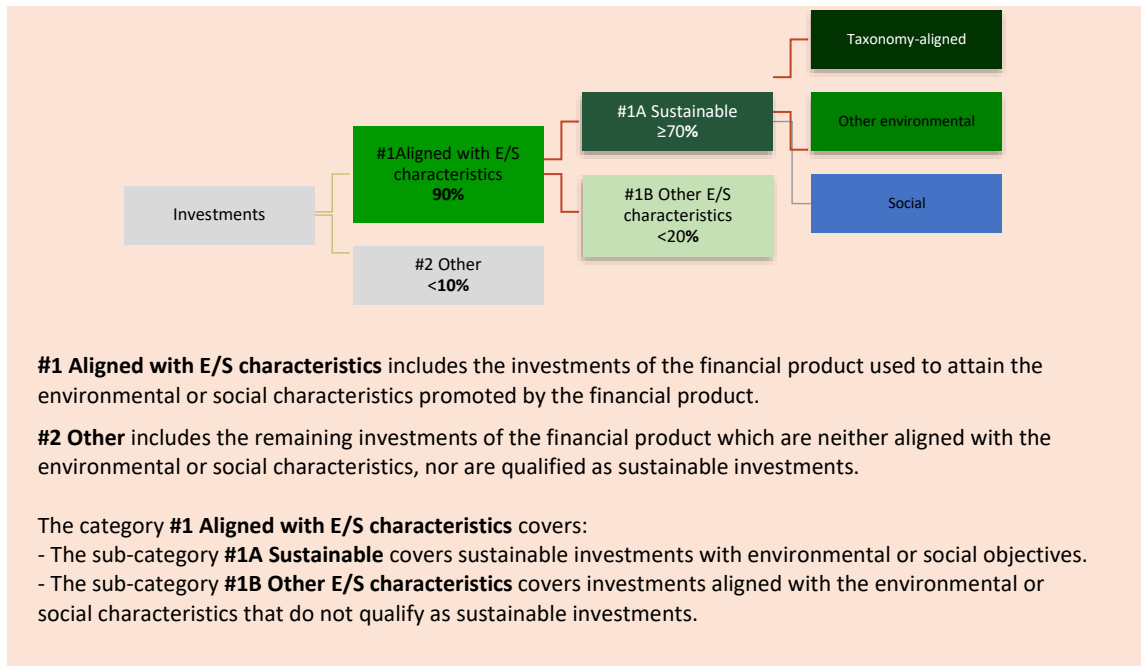 Taxonomy-aligned
#1A Sustainable
≥70%
Other environmental
#1Aligned with E/S
characteristics
90%
Investments
#1B Other E/S
characteristics
<20%
Social
#2 Other
<10%
#1 Aligned with E/S characteristics includes the investments of the financial product used to attain the
environmental or social characteristics promoted by the financial product.
#2 Other includes the remaining investments of the financial product which are neither aligned with the
environmental or social characteristics, nor are qualified as sustainable investments.
The category #1 Aligned with E/S characteristics covers:
- The sub-category #1A Sustainable covers sustainable investments with environmental or social objectives.
- The sub-category #1B Other E/S characteristics covers investments aligned with the environmental or
social characteristics that do not qualify as sustainable investments.